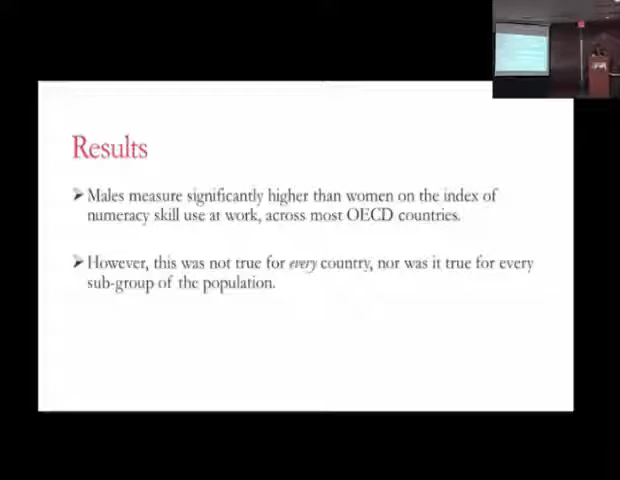 Results
➤Males measure significantly higher than women on the index of
numeracy skill use at work, across most OECD countries.
➤However, this was not true for every country, nor was it true for every
sub-group of the population.